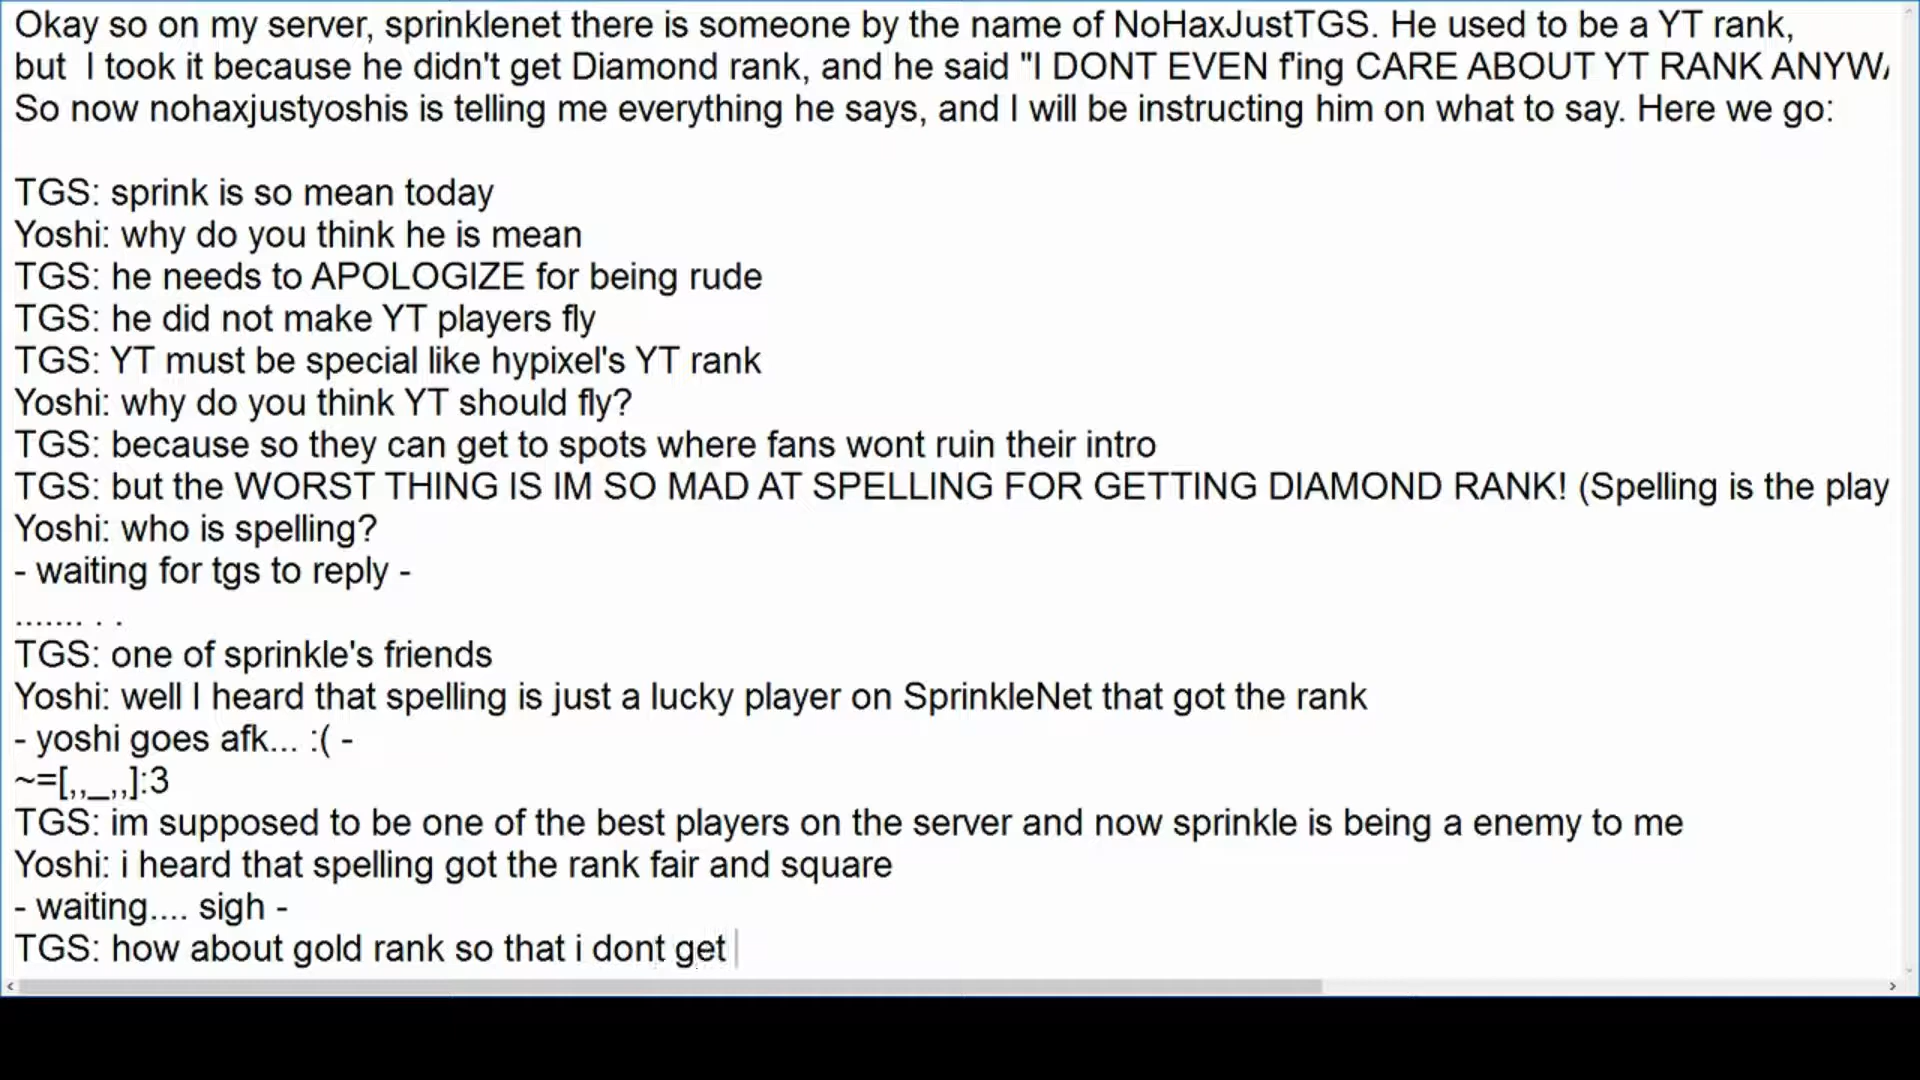 Okay so on my server, sprinklenet there is someone by the name of NoHaxJustTGS. He used to be a YT rank,
but  I took it because he didn't get Diamond rank, and he said "I DONT EVEN f'ing CARE ABOUT YT RANK
So now nohaxjustyoshis is telling me everything he says, and I will be instructing him on what to say. Here we go:
TGS: sprink is so mean today
Yoshi: why do you think he is mean
TGS: he needs to APOLOGIZE for being rude
TGS: he did not make YT players fly
TGS: YT must be special like hypixel's YT rank
Yoshi: why do you think YT should fly?
TGS: because so they can get to spots where fans wont ruin their intro
TGS: but the WORST THING IS IM SO MAD AT SPELLING FOR GETTING DIAMOND RANK! (Spelling is the play
Yoshi: who is spelling?
- waiting for tgs to reply -
....... . .
TGS: one of sprinkle's friends
Yoshi: well I heard that spelling is just a lucky player on SprinkleNet that got the rank
- yoshi goes afk... :( -
~=[,,_,,]:3
TGS: im supposed to be one of the best players on the server and now sprinkle is being a enemy to me
Yoshi: i heard that spelling got the rank fair and square
- waiting.... sigh -
TGS: how about gold rank so that i dont get